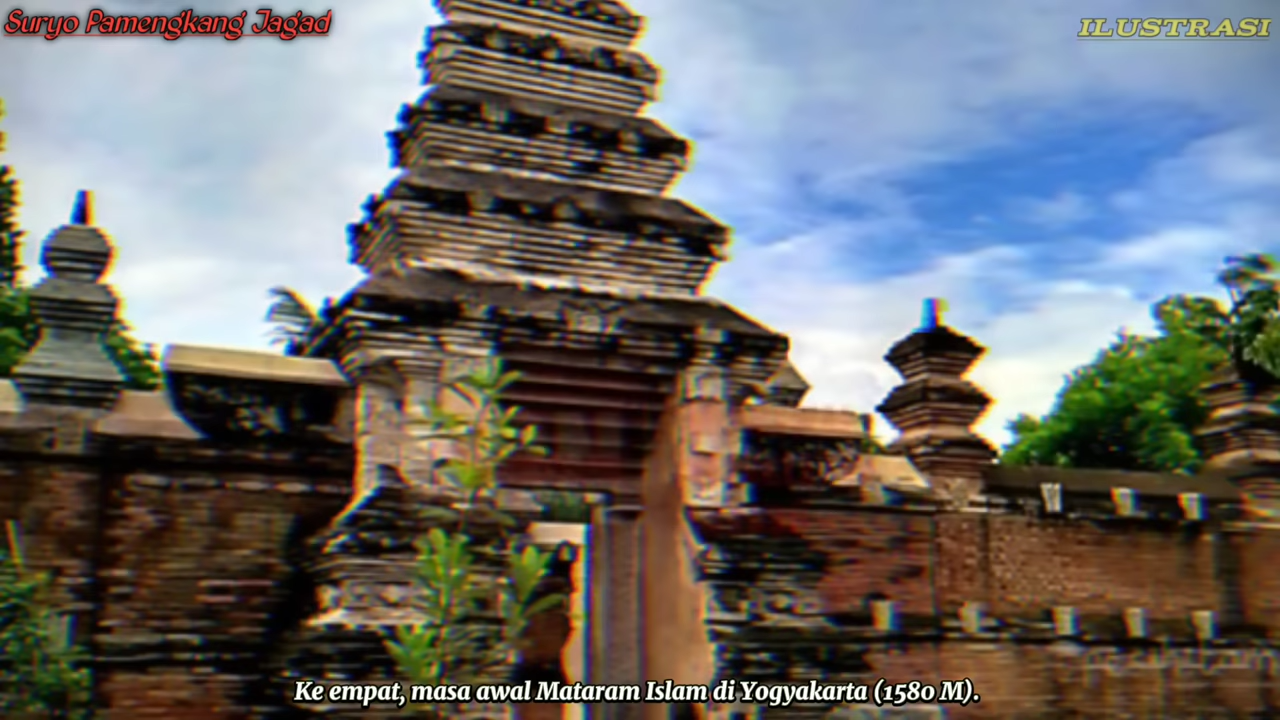 Suryo Pamengkang Jagad
ILUSTRASI
Ke empat, masa awal Mataram Islam di Yogyakarta (1580 M).